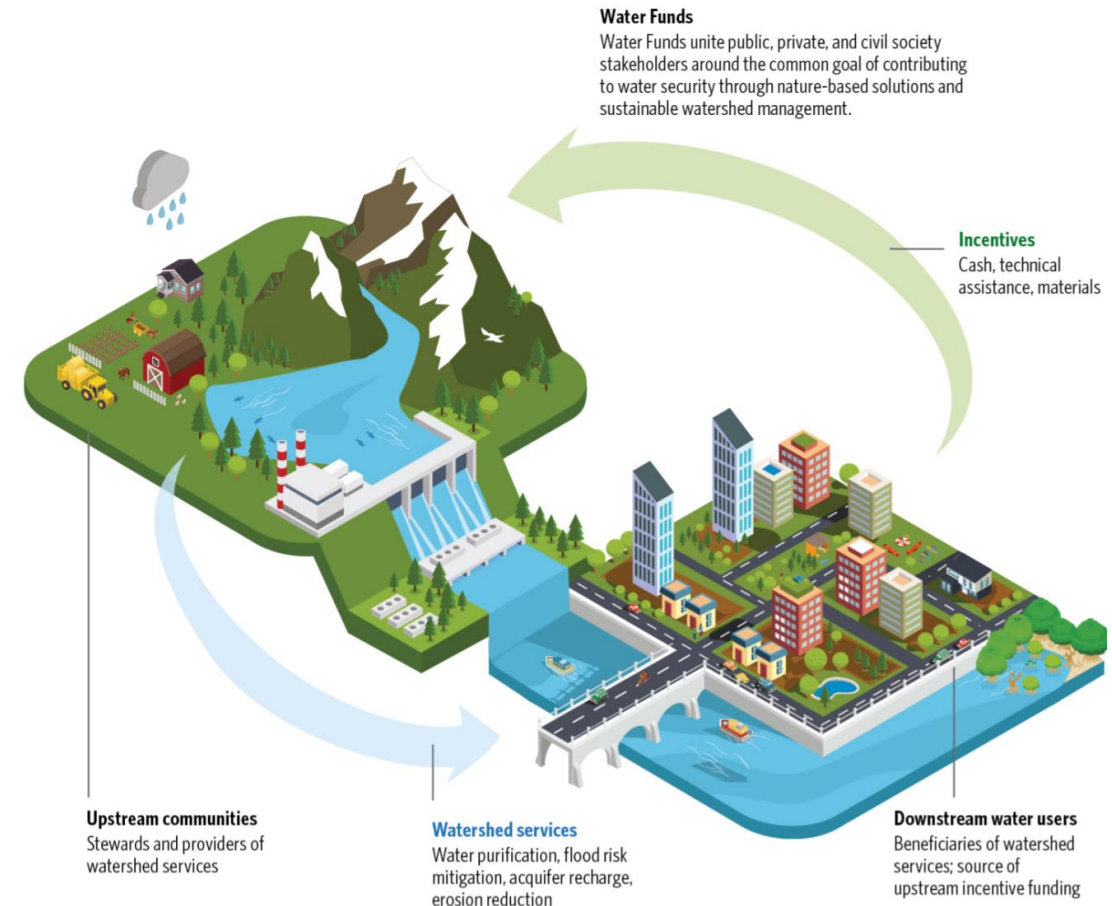 Water Funds
Water Funds unite public, private, and civil society
stakeholders around the common goal of contributing
to water security through nature-based solutions and
sustainable watershed management.
Incentives
Cash, technical
assistance, materials
Upstream communities
Stewards and providers of
watershed services
Watershed services
Water purification, flood risk
mitigation, acquifer recharge,
erosion reduction
Downstream water users
Beneficiaries of watershed
services; source of
upstream incentive funding